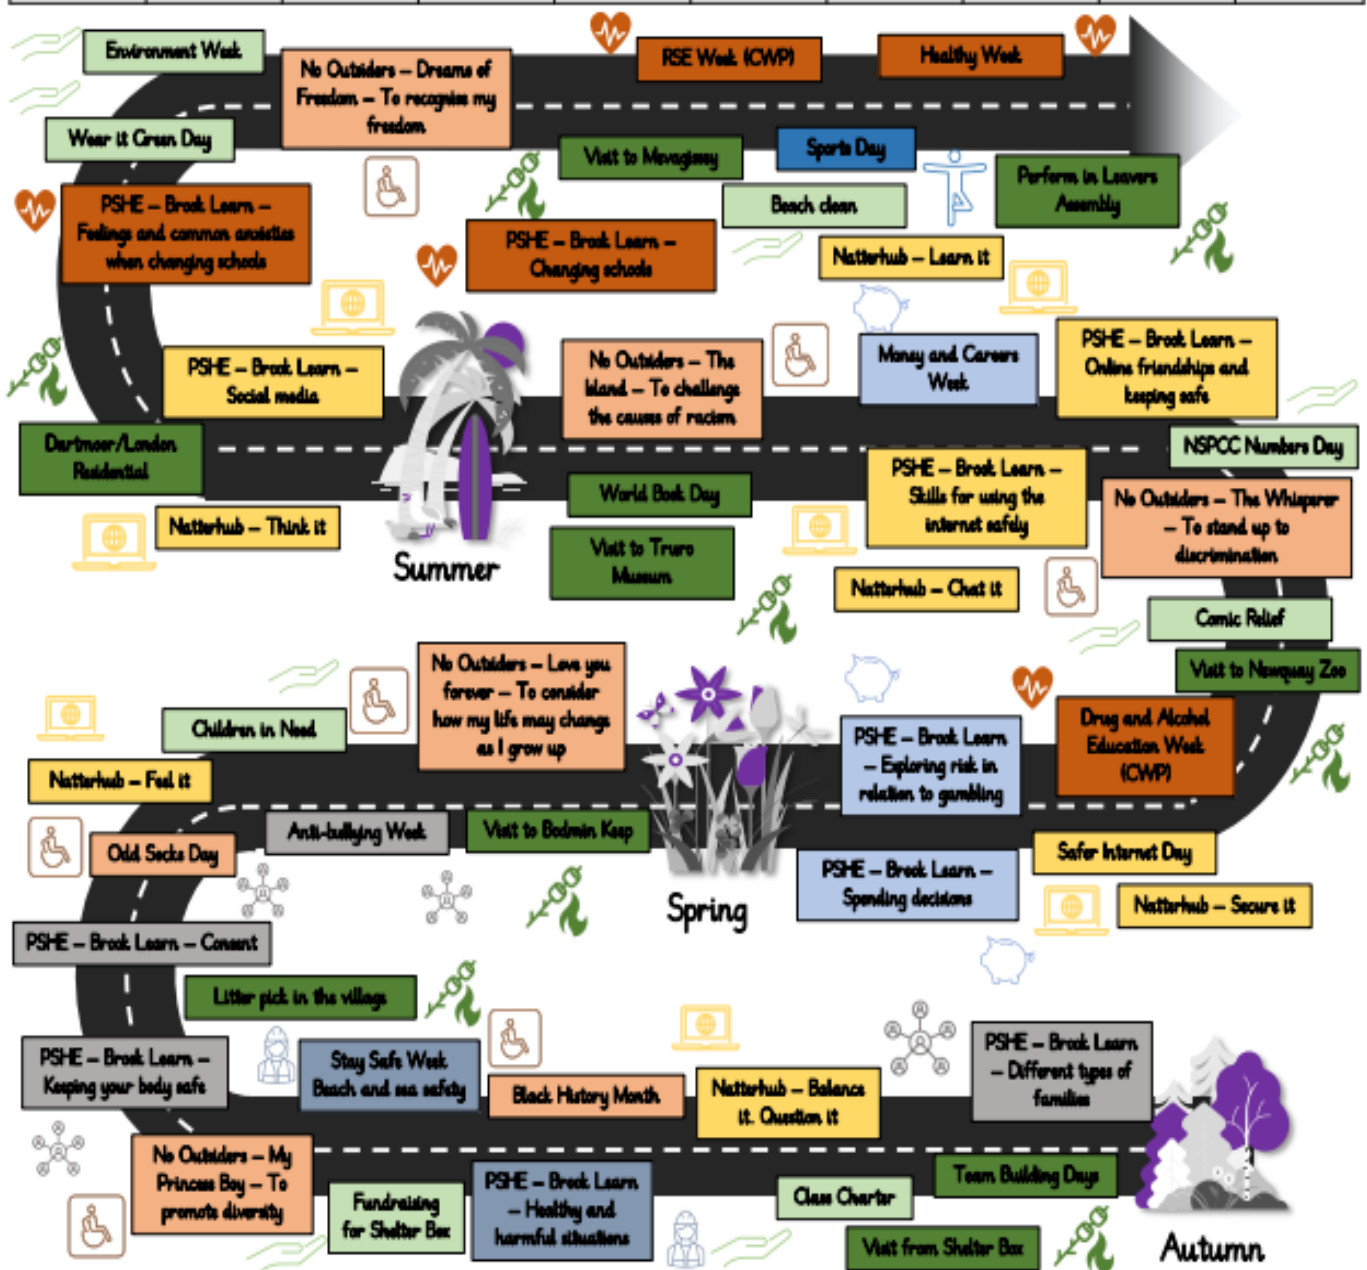 Environment Week
No Outsiders – Dreams of
Freedom – To recognise my
freedom
RSE Week (CWP)
Healthy Week
Wear it Green Day
Visit to Mevagissey
Sports Day
Perform in Leavers
Assembly
Beach clean
PSHE – Brook Learn –
Feelings and common anxieties
when changing schools
PSHE – Brook Learn –
Changing schools
Natterhub – Learn it
PSHE – Brook Learn –
Social media
No Outsiders – The
Island – To challenge
the causes of racism
Money and Careers
Week
PSHE – Brook Learn –
Online friendships and
keeping safe
Dartmoor/London
Residential
NSPCC Numbers Day
World Book Day
PSHE – Brook Learn –
Skills for using the
internet safely
No Outsiders – The Whisperer
– To stand up to
discrimination
Natterhub – Think it
Summer
Visit to Truro
Museum
Natterhub – Chat it
Comic Relief
Visit to Newquay Zoo
No Outsiders – Love you
forever – To consider
how my life may change
as I grow up
Children in Need
PSHE – Brook Learn
– Exploring risk in
relation to gambling
Drug and Alcohol
Education Week
(CWP)
Natterhub – Feel it
Odd Socks Day
Anti-bullying Week
Visit to Bodmin Keep
Safer Internet Day
PSHE – Brook Learn –
Spending decisions
Natterhub – Secure it
Spring
PSHE – Brook Learn – Consent
Litter pick in the village
PSHE – Brook Learn –
Keeping your body safe
Stay Safe Week
Beach and sea safety
Black History Month
Natterhub – Balance
it. Question it
PSHE – Brook Learn
– Different types of
families
No Outsiders – My
Princess Boy – To
promote diversity
Fundraising
for Shelter Box
PSHE – Brook Learn
– Healthy and
harmful situations
Class Charter
Team Building Days
Visit from Shelter Box
Autumn